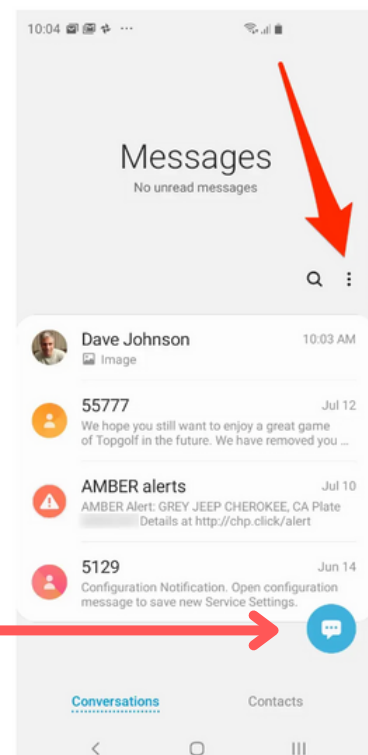 10:04
Messages
No unread messages
Dave Johnson 10:03 AM
Image
55777 Jul 12
We hope you still want to enjoy a great game
of Topgolf in the future. We have removed you ...
AMBER alerts Jul 10
AMBER Alert: GREY JEEP CHEROKEE, CA Plate
Details at http://chp.click/alert
5129 Jun 14
Configuration Notification. Open configuration
message to save new Service Settings.
Conversations Contacts